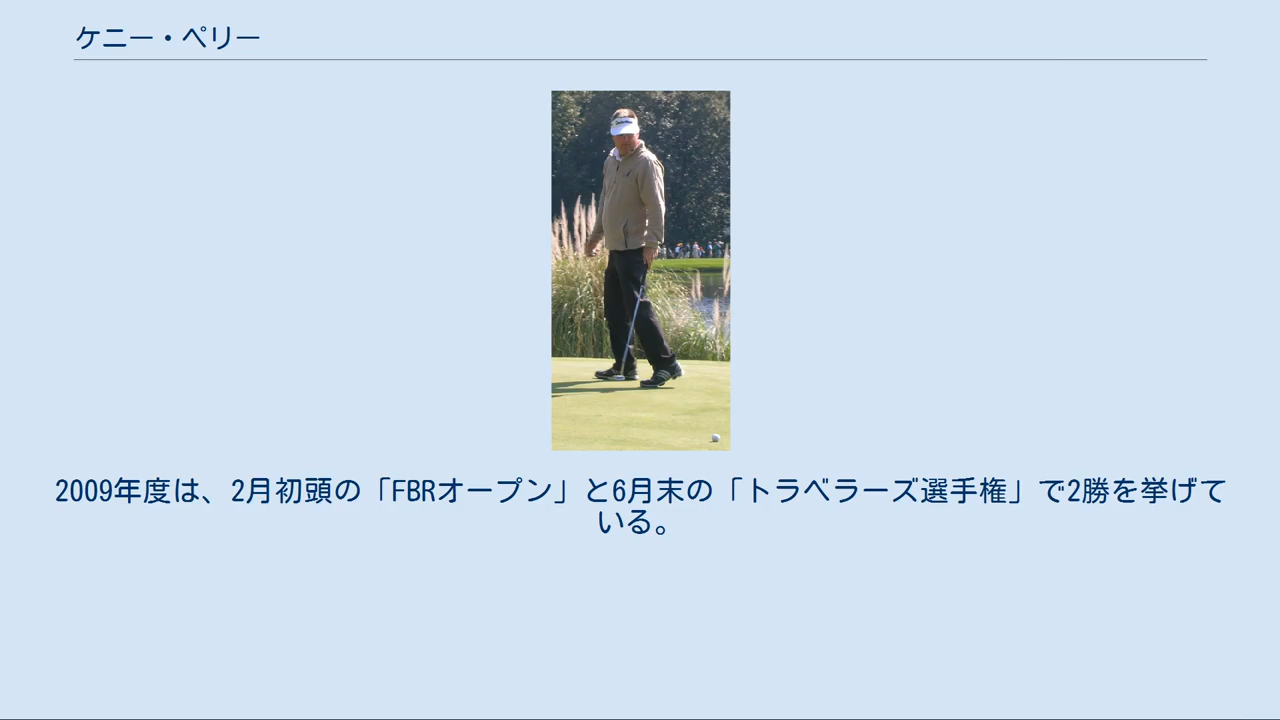 ケニー・ペリー
2009年度は、2月初頭の「FBRオープン」と6月末の「トラベラーズ選手権」で2勝を挙げて
いる。